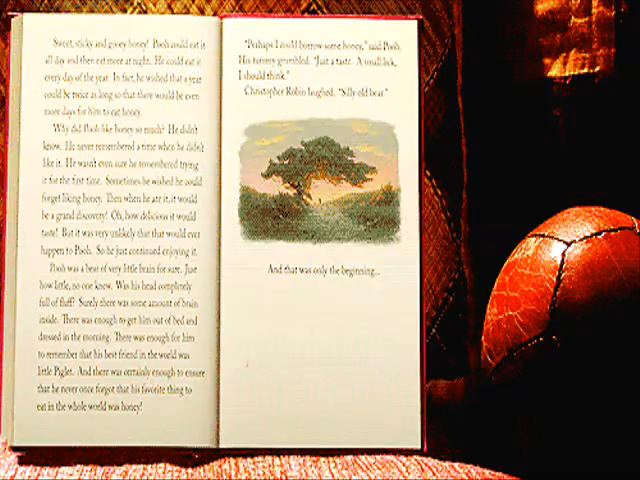 Sweet, sticky and gooey honey! Pooh could eat it
all day and then eat more at night. He could eat it
every day of the year. In fact, he wished that a year
could be twice as long so that there would be even
more days for him to eat honey.
Why did Pooh like honey so much? He didn't
know. He never remembered a time when he didn't
like it. He wasn't even sure he remembered trying
it for the first time. Sometimes he wished he could
forget liking honey. Then when he ate it, it would
be a grand discovery! Oh, how delicious it would
taste! But it was very unlikely that that would ever
happen to Pooh. So he just continued enjoying it.
Pooh was a bear of very little brain for sure. Just
how little, no one knew. Was his head completely
full of fluff? Surely there was some amount of brain
inside. There was enough to get him out of bed and
dressed in the morning. There was enough for him
to remember that his best friend in the world was
little Piglet. And there was certainly enough to ensure
that he never once forgot that his favorite thing to
eat in the whole world was honey!
"Perhaps I could borrow some honey," said Pooh.
His tummy grumbled. "Just a taste. A small lick,
I should think."
Christopher Robin laughed. "Silly old bear."
And that was only the beginning...